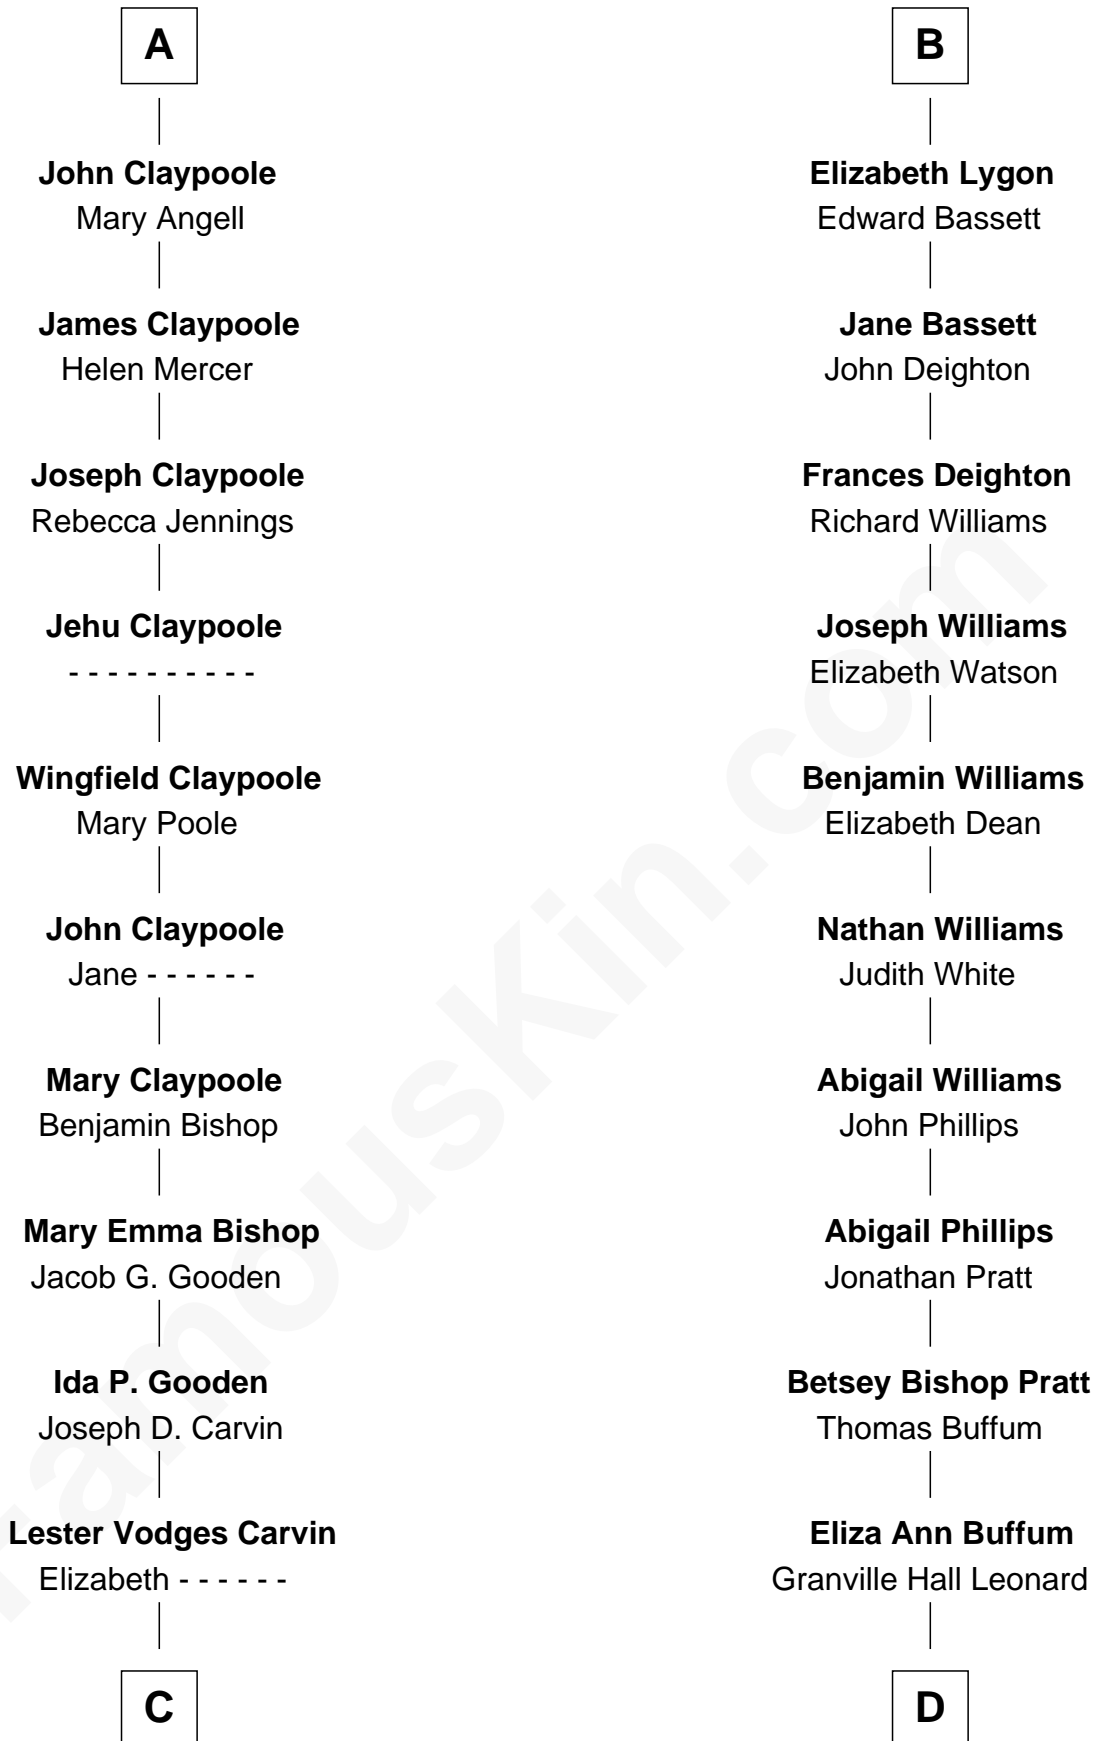 A
John Claypoole
Mary Angell
James Claypoole
Helen Mercer
Joseph Claypoole
Rebecca Jennings
Jehu Claypoole
- - - - - - - - - -
Wingfield Claypoole
Mary Poole
John Claypoole
Jane - - - - - -
Mary Claypoole
Benjamin Bishop
Mary Emma Bishop
Jacob G. Gooden
Ida P. Gooden
Joseph D. Carvin
Lester Vodges Carvin
Elizabeth - - - - - -
C
B
Elizabeth Lygon
Edward Bassett
Jane Bassett
John Deighton
Frances Deighton
Richard Williams
Joseph Williams
Elizabeth Watson
Benjamin Williams
Elizabeth Dean
Nathan Williams
Judith White
Abigail Williams
John Phillips
Abigail Phillips
Jonathan Pratt
Betsey Bishop Pratt
Thomas Buffum
Eliza Ann Buffum
Granville Hall Leonard
D
FamousKin.com